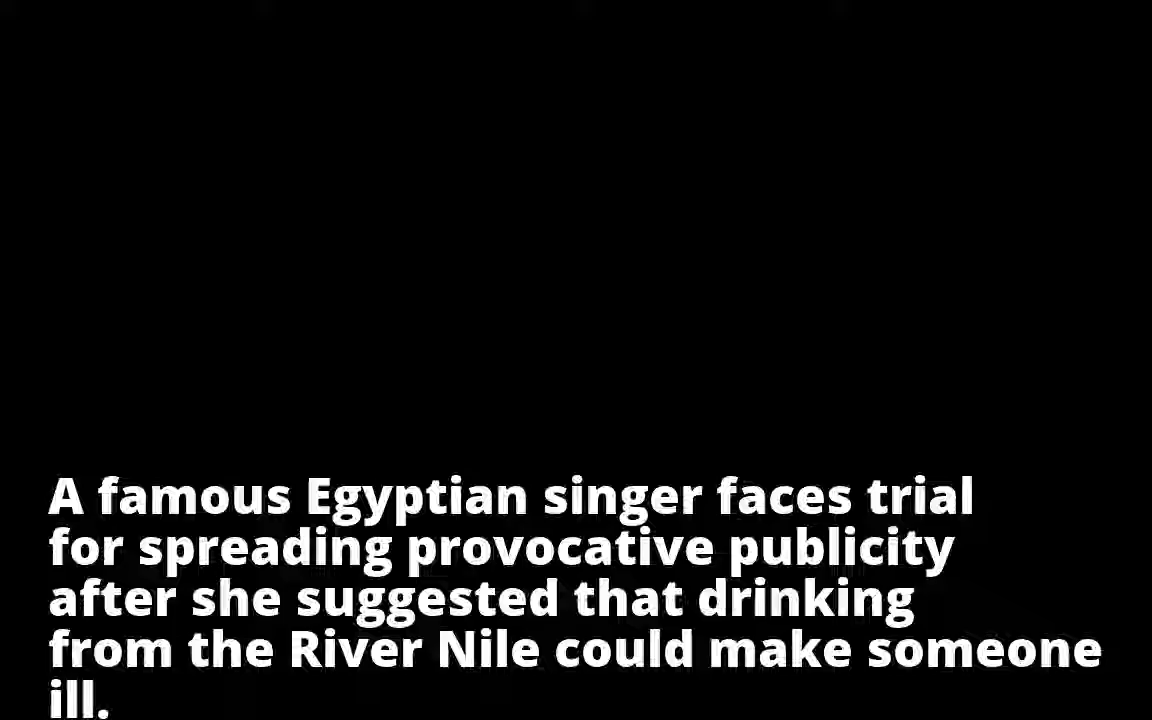 A famous Egyptian singer faces trial
for spreading provocative publicity
after she suggested that drinking
from the River Nile could make someone
ill.